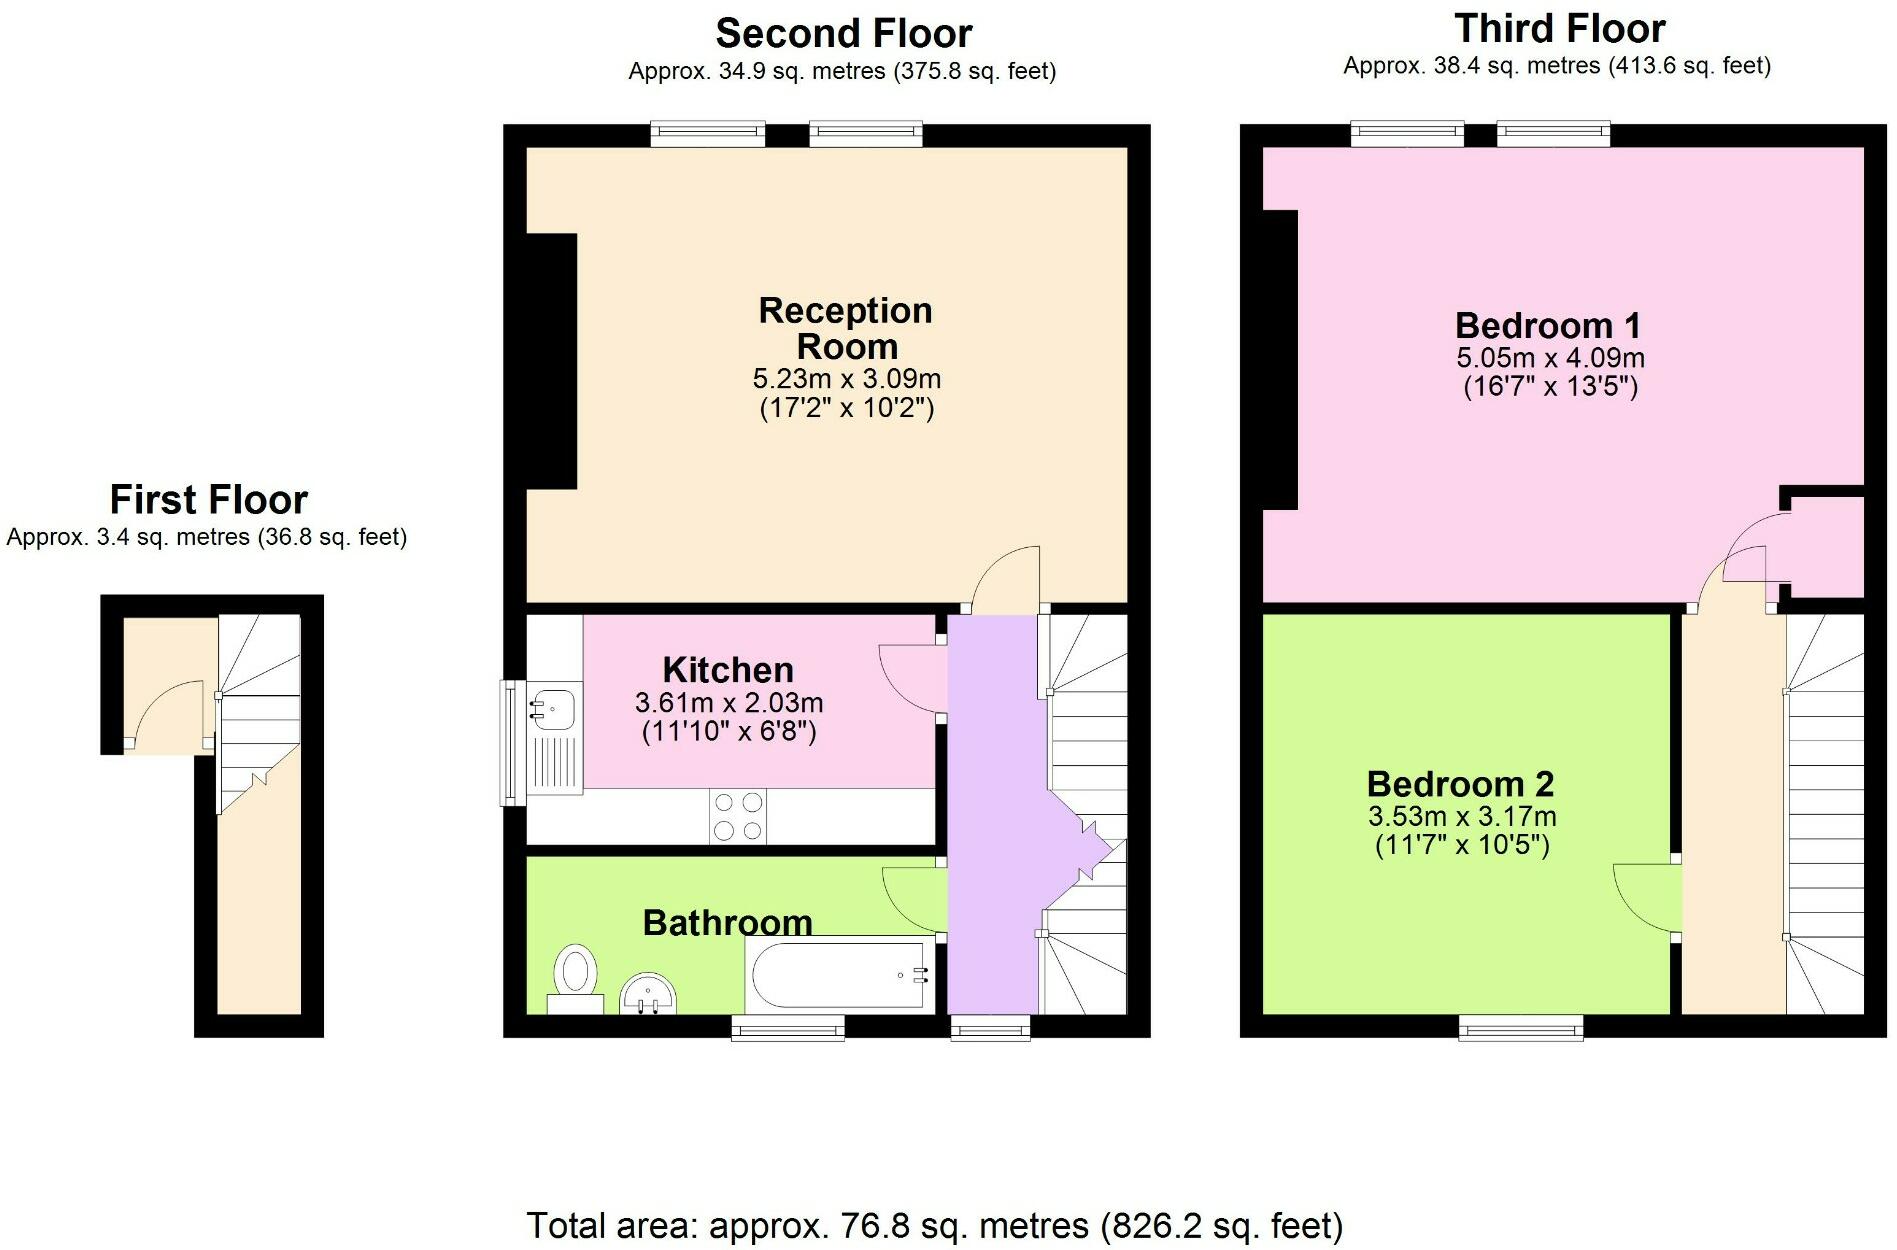 First Floor
Approx. 3.4 sq. metres (36.8 sq. feet)
Second Floor
Approx. 34.9 sq. metres (375.8 sq. feet)
Reception
Room
5.23m x 3.09m
(17'2" x 10'2")
Kitchen
3.61m x 2.03m
(11'10" x 6'8")
Bathroom
Third Floor
Approx. 38.4 sq. metres (413.6 sq. feet)
Bedroom 1
5.05m x 4.09m
(16'7" x 13'5")
Bedroom 2
3.53m x 3.17m
(11'7" x 10'5")
Total area: approx. 76.8 sq. metres (826.2 sq. feet)